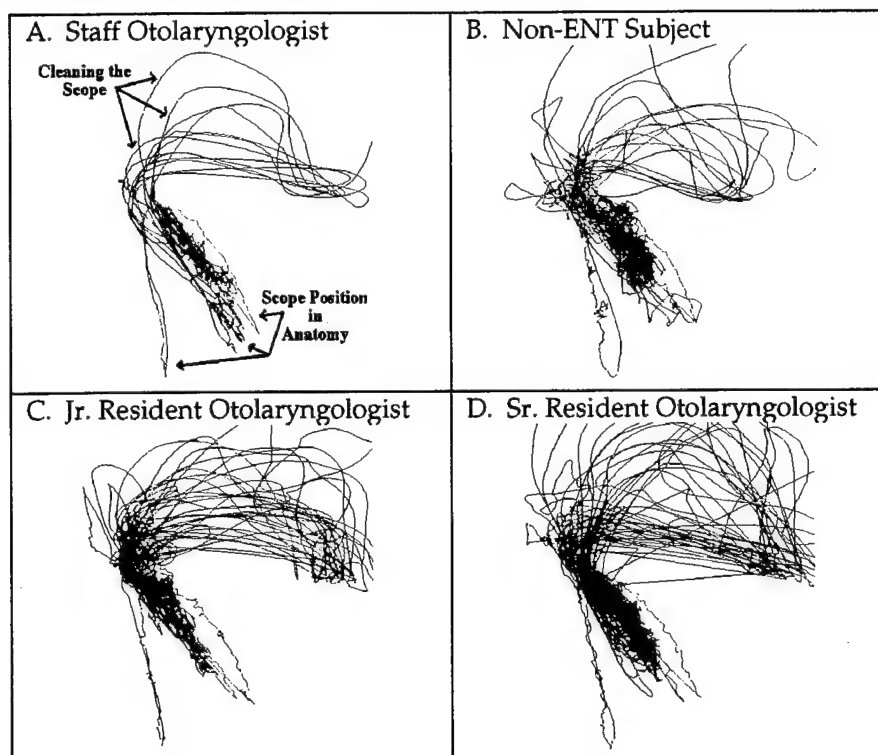 A. Staff Otolaryngologist
Cleaning the
Scope
Scope Position
in
Anatomy
B. Non-ENT Subject
C. Jr. Resident Otolaryngologist
D. Sr. Resident Otolaryngologist